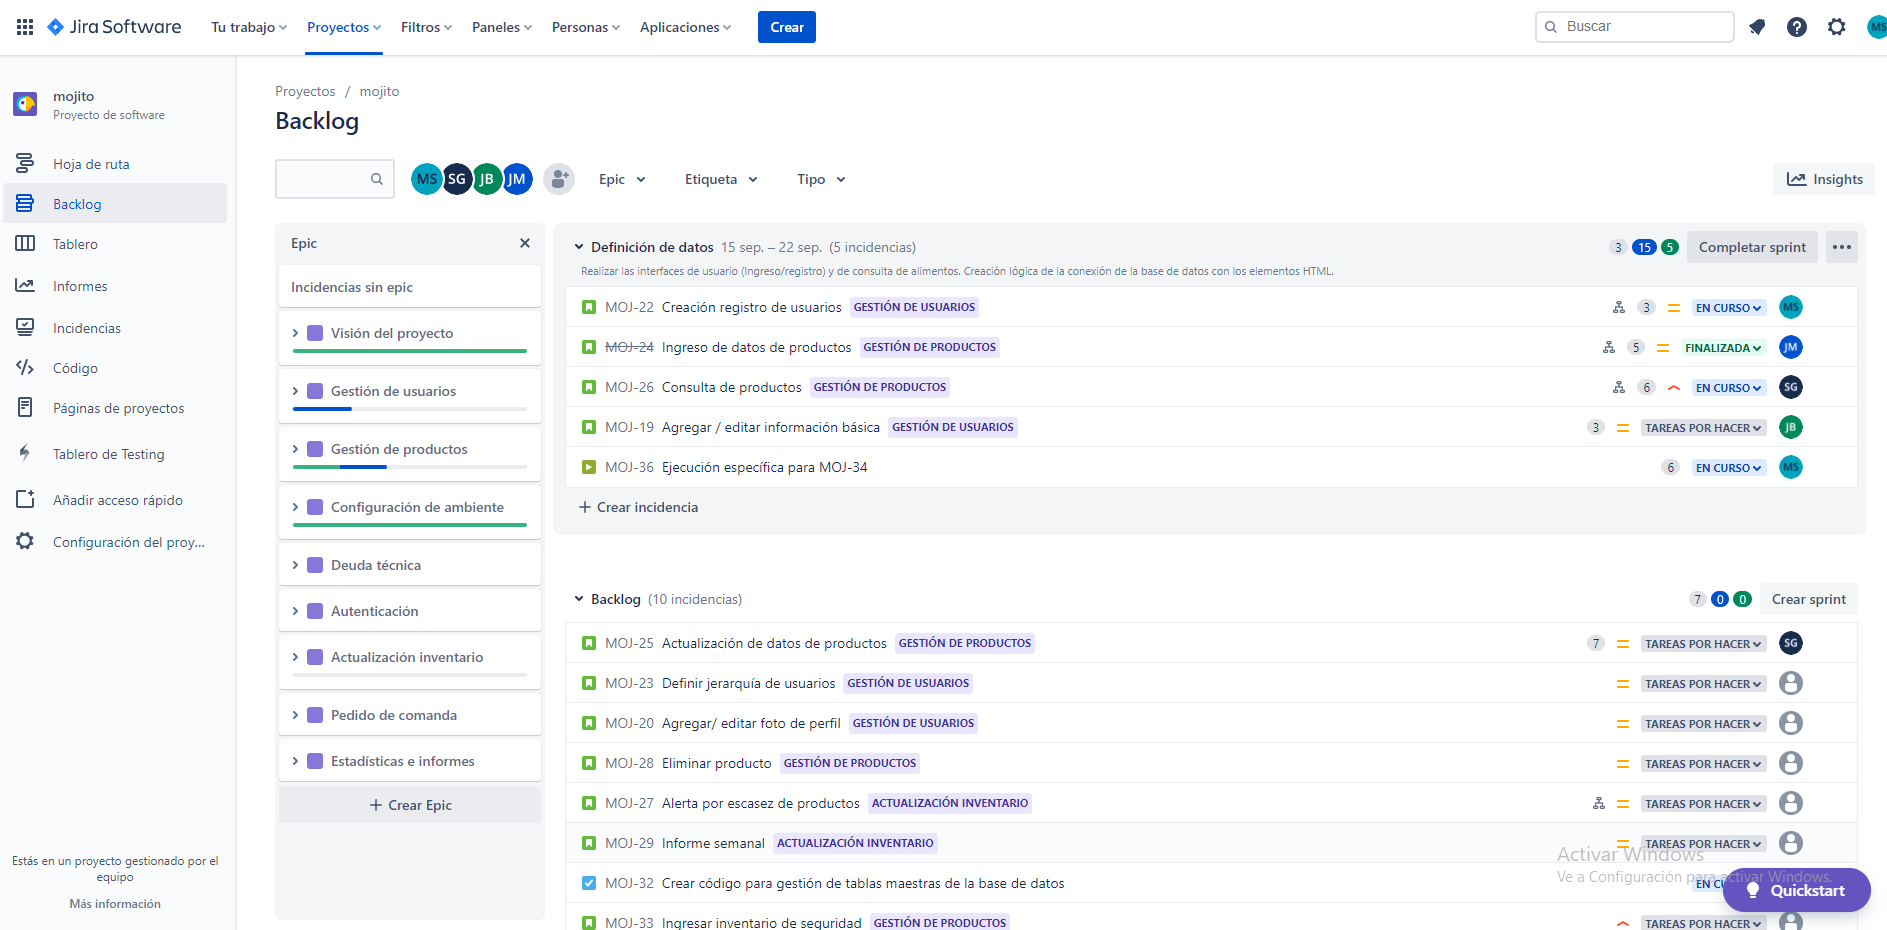 Jira Software Tu trabajo Proyectos Filtros Paneles Personas Aplicaciones Crear Buscar MS
mojito
Proyecto de software
Hoja de ruta
Backlog
Tablero
Informes
Incidencias
Código
Páginas de proyectos
Tablero de Testing
Añadir acceso rápido
Configuración del proy...
Estás en un proyecto gestionado por el
equipo
Más información
Proyectos / mojito
Backlog
MS SG JB JM Epic Etiqueta Tipo Insights
Epic
Incidencias sin epic
Visión del proyecto
Gestión de usuarios
Gestión de productos
Configuración de ambiente
Deuda técnica
Autenticación
Actualización inventario
Pedido de comanda
Estadísticas e informes
+ Crear Epic
Definición de datos 15 sep. – 22 sep. (5 incidencias) 3 15 5 Completar sprint
Realizar las interfaces de usuario (Ingreso/registro) y de consulta de alimentos. Creación lógica de la conexión de la base de datos con los elementos HTML.
MOJ-22 Creación registro de usuarios GESTIÓN DE USUARIOS 3 EN CURSO MS
MOJ-24 Ingreso de datos de productos GESTIÓN DE PRODUCTOS 5 FINALIZADA JM
MOJ-26 Consulta de productos GESTIÓN DE PRODUCTOS 6 EN CURSO SG
MOJ-19 Agregar / editar información básica GESTIÓN DE USUARIOS 3 TAREAS POR HACER JB
MOJ-36 Ejecución específica para MOJ-34 6 EN CURSO MS
+ Crear incidencia
Backlog (10 incidencias) 7 0 0 Crear sprint
MOJ-25 Actualización de datos de productos GESTIÓN DE PRODUCTOS 7 TAREAS POR HACER SG
MOJ-23 Definir jerarquía de usuarios GESTIÓN DE USUARIOS TAREAS POR HACER
MOJ-20 Agregar/ editar foto de perfil GESTIÓN DE USUARIOS TAREAS POR HACER
MOJ-28 Eliminar producto GESTIÓN DE PRODUCTOS TAREAS POR HACER
MOJ-27 Alerta por escasez de productos ACTUALIZACIÓN INVENTARIO TAREAS POR HACER
MOJ-29 Informe semanal ACTUALIZACIÓN INVENTARIO TAREAS POR HACER
Activar Windows
Ve a Configuración para activar Windows.
MOJ-32 Crear código para gestión de tablas maestras de la base de datos EN
Quickstart
MOJ-33 Ingresar inventario de seguridad GESTIÓN DE PRODUCTOS TAREAS POR HACER